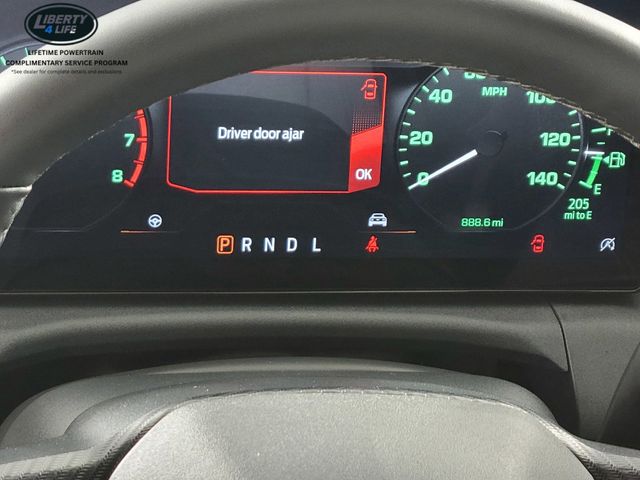 LIBERTY
4 LIFE
LIFETIME POWERTRAIN
COMPLIMENTARY SERVICE PROGRAM
*See dealer for complete details and exclusions
Driver door ajar
OK
7
8
0
20
40
60
MPH
100
120
140
888.6 mi
F
E
205
mi to E
P R N D L